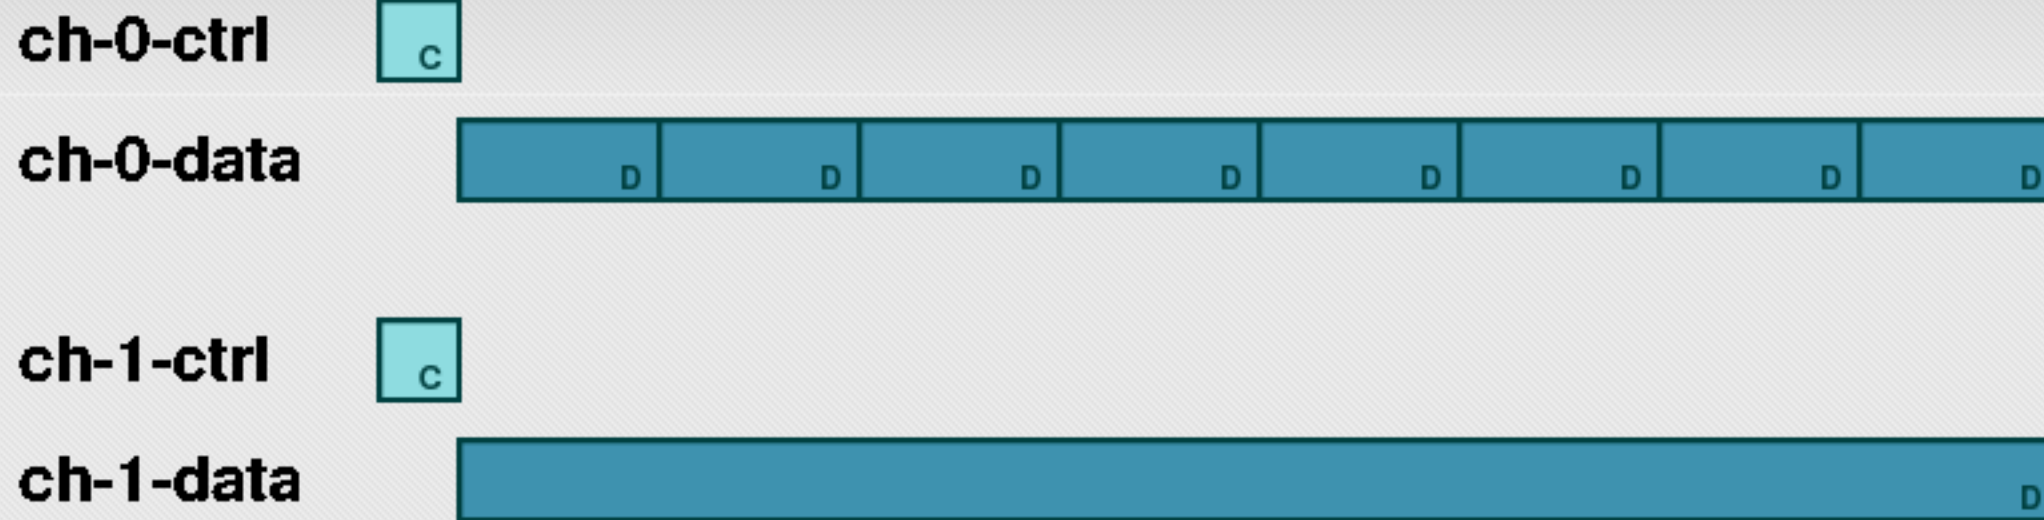 ch-0-ctrl C
ch-0-data D D D D D D D D
ch-1-ctrl C
ch-1-data D